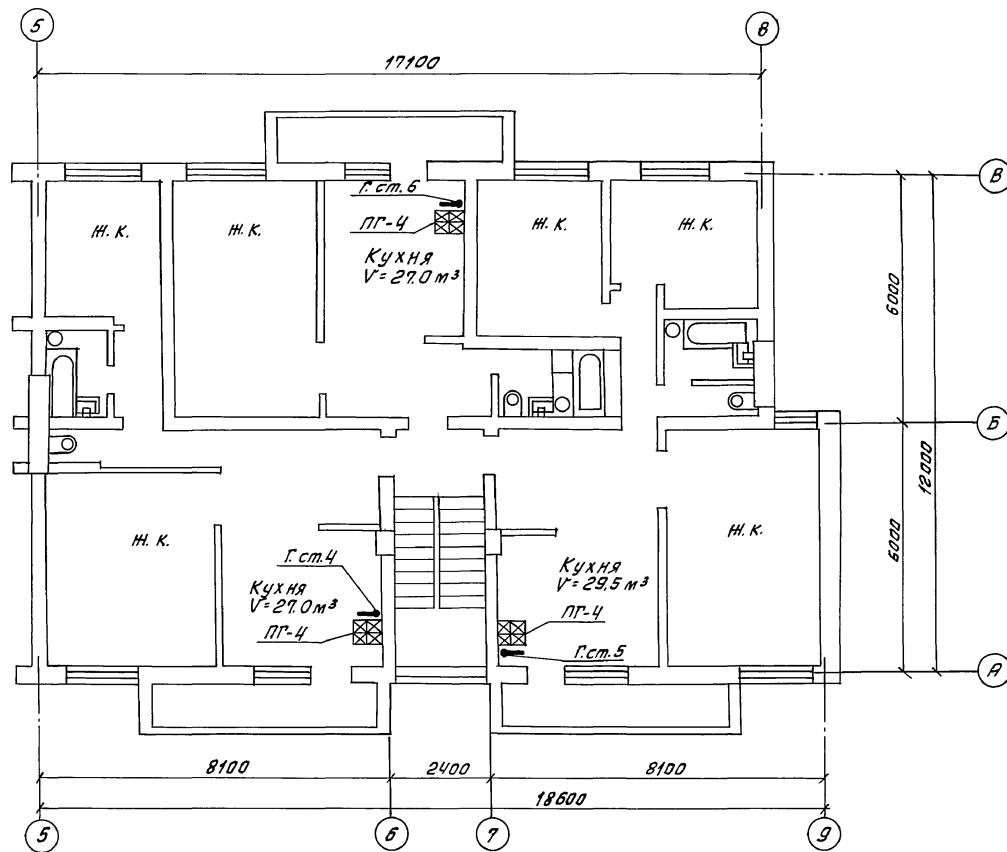 5
8
17100
В
Г. ст. 6
ПГ-4
Ж. К.
Ж. К.
Ж. К.
Ж. К.
Кухня
V = 27.0 м³
6000
Б
12000
Ж. К.
Г. ст. 4
Кухня
V = 27.0 м³
ПГ-4
Кухня
V = 29.5 м³
ПГ-4
Г. ст. 5
Ж. К.
6000
А
8100
2400
8100
18600
5
6
7
9